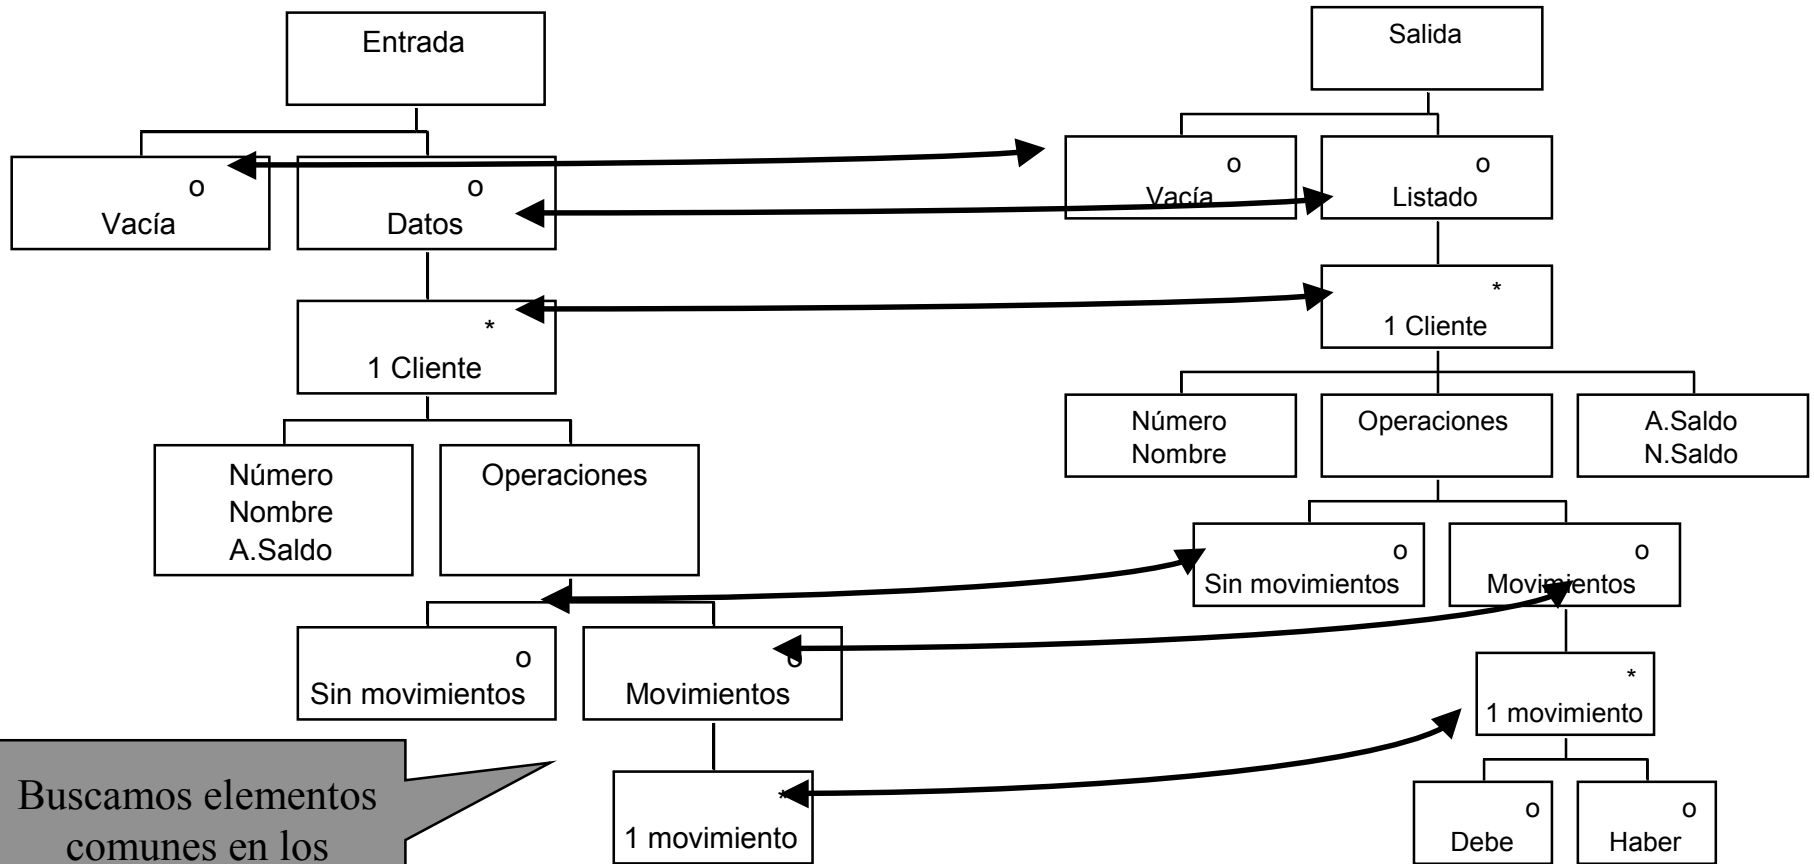 Entrada
o
Vacía
o
Datos
*
1 Cliente
Número
Nombre
A.Saldo
Operaciones
o
Sin movimientos
o
Movimientos
*
1 movimiento
Buscamos elementos
comunes en los
Salida
o
Vacía
o
Listado
*
1 Cliente
Número
Nombre
Operaciones
A.Saldo
N.Saldo
o
Sin movimientos
o
Movimientos
*
1 movimiento
o
Debe
o
Haber